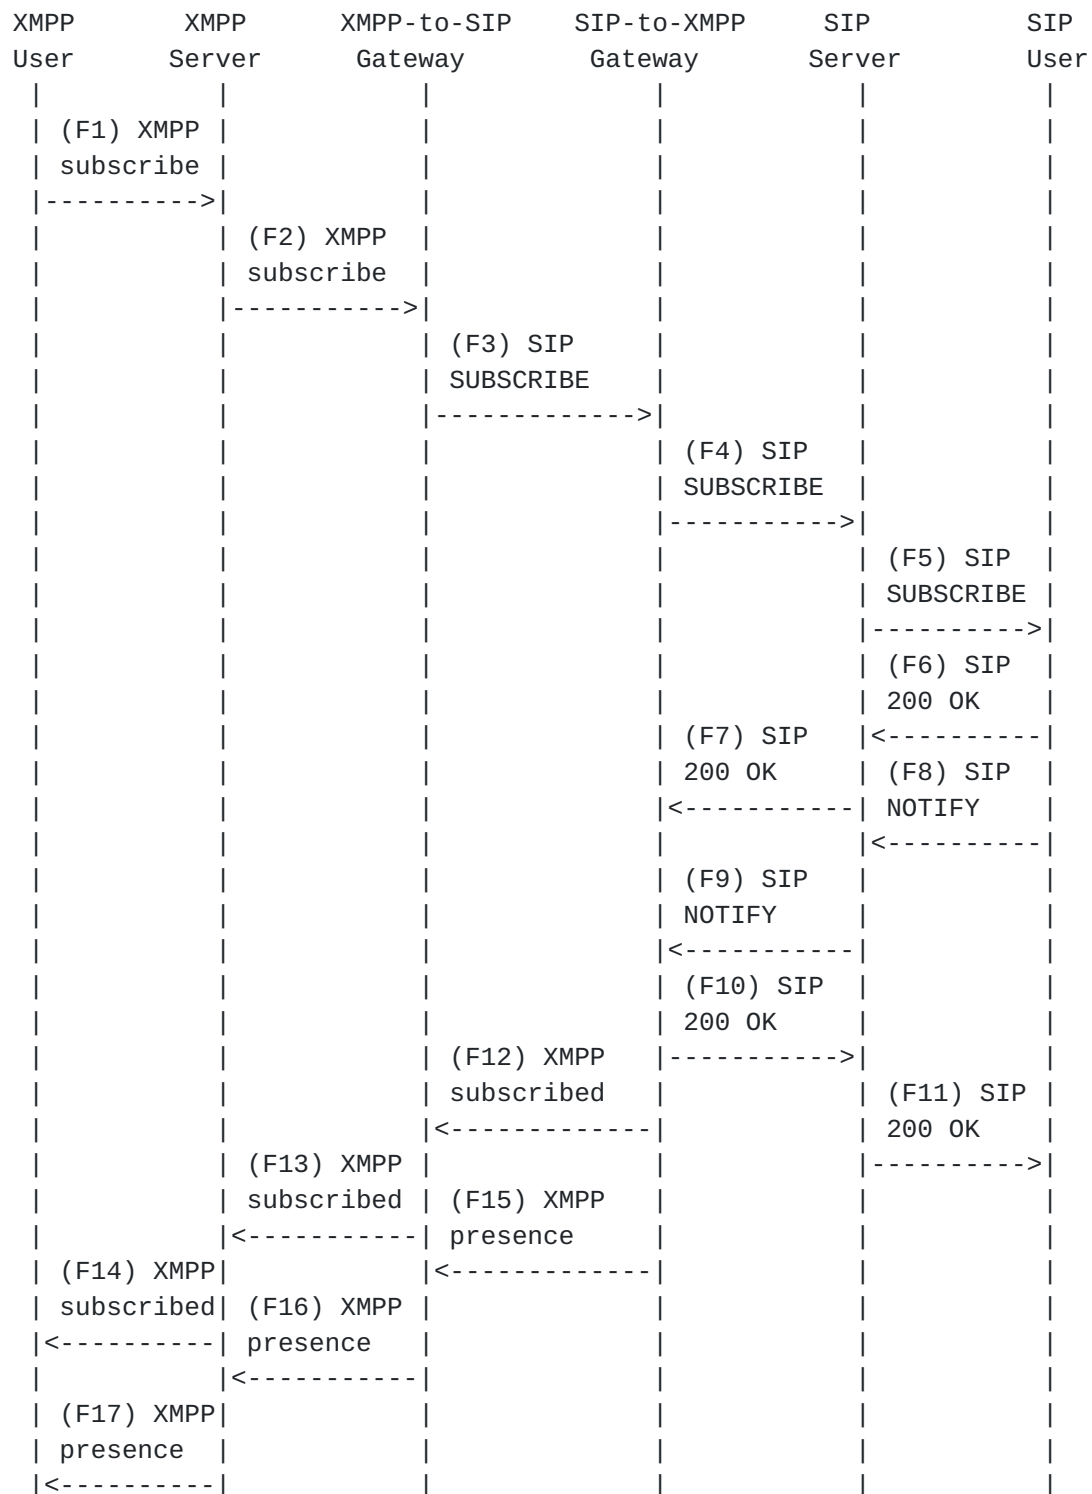 XMPP XMPP XMPP-to-SIP SIP-to-XMPP SIP SIP
User Server Gateway Gateway Server User
| | | | | |
| (F1) XMPP | | | | |
| subscribe | | | | |
|---------->| | | | |
| | (F2) XMPP | | | |
| | subscribe | | | |
| |----------->| | | |
| | | (F3) SIP | | |
| | | SUBSCRIBE | | |
| | |------------->| | |
| | | | (F4) SIP | |
| | | | SUBSCRIBE | |
| | | |----------->| |
| | | | | (F5) SIP |
| | | | | SUBSCRIBE |
| | | | |---------->|
| | | | | (F6) SIP |
| | | | | 200 OK |
| | | | (F7) SIP |<----------|
| | | | 200 OK | (F8) SIP |
| | | |<-----------| NOTIFY |
| | | | |<----------|
| | | | (F9) SIP | |
| | | | NOTIFY | |
| | | |<-----------| |
| | | | (F10) SIP | |
| | | | 200 OK | |
| | | (F12) XMPP |----------->| |
| | | subscribed | | (F11) SIP |
| | |<-------------| | 200 OK |
| | (F13) XMPP | | |---------->|
| | subscribed | (F15) XMPP | | |
| |<-----------| presence | | |
| (F14) XMPP| |<-------------| | |
| subscribed| (F16) XMPP | | | |
|<----------| presence | | | |
| |<-----------| | | |
| (F17) XMPP| | | | |
| presence | | | | |
|<----------| | | | |